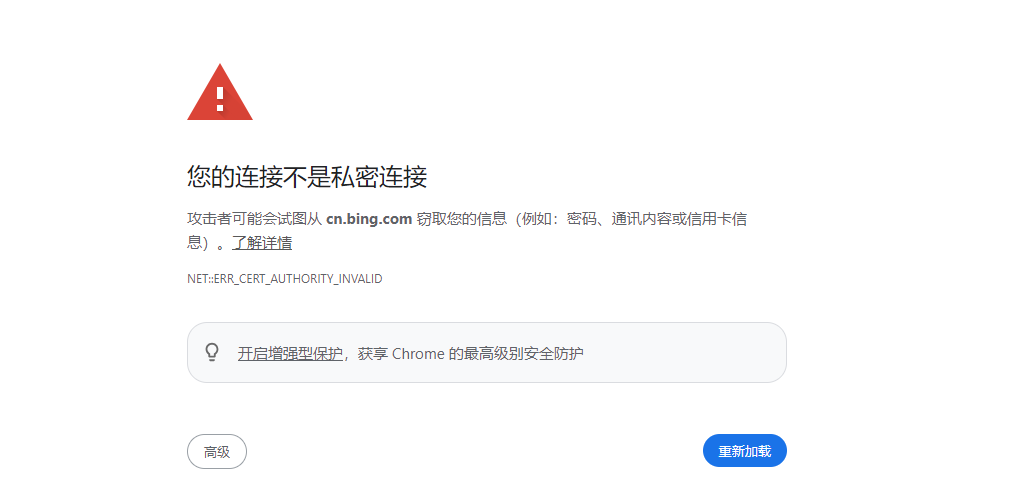 您的连接不是私密连接
攻击者可能会试图从 cn.bing.com 窃取您的信息（例如：密码、通讯内容或信用卡信
息）。了解详情
NET::ERR_CERT_AUTHORITY_INVALID
开启增强型保护，获享 Chrome 的最高级别安全防护
高级
重新加载